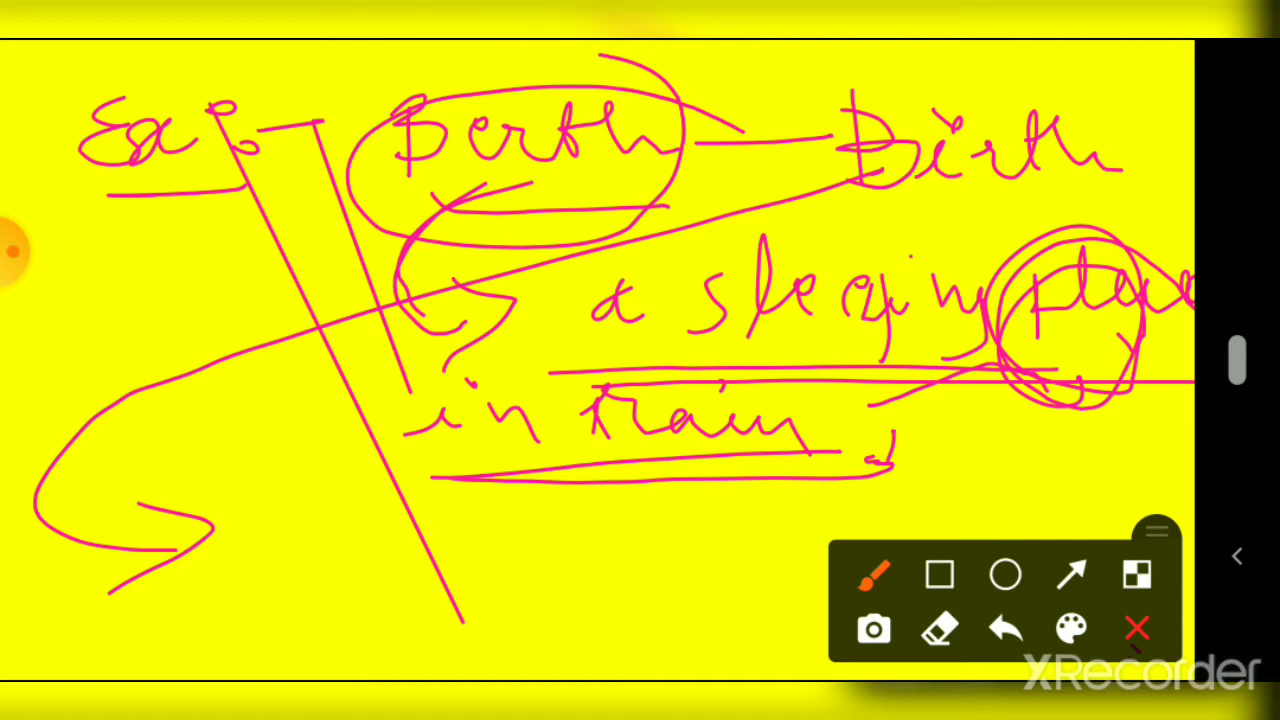 Ex: Berth — Birth
a sleeping place
in train
XRecorder